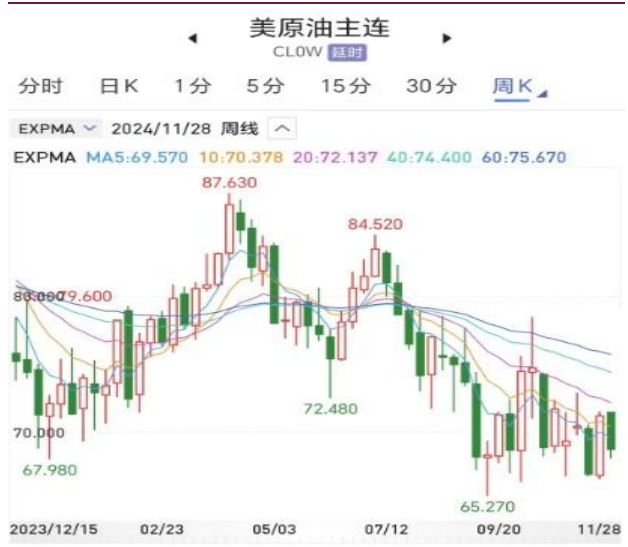 美原油主连
CL0W 延时
分时 日K 1分 5分 15分 30分 周K
EXPMA 2024/11/28 周线
EXPMA MA5:69.570 10:70.378 20:72.137 40:74.400 60:75.670
87.630
84.520
80.000 79.600
72.480
70.000
67.980
65.270
2023/12/15 02/23 05/03 07/12 09/20 11/28